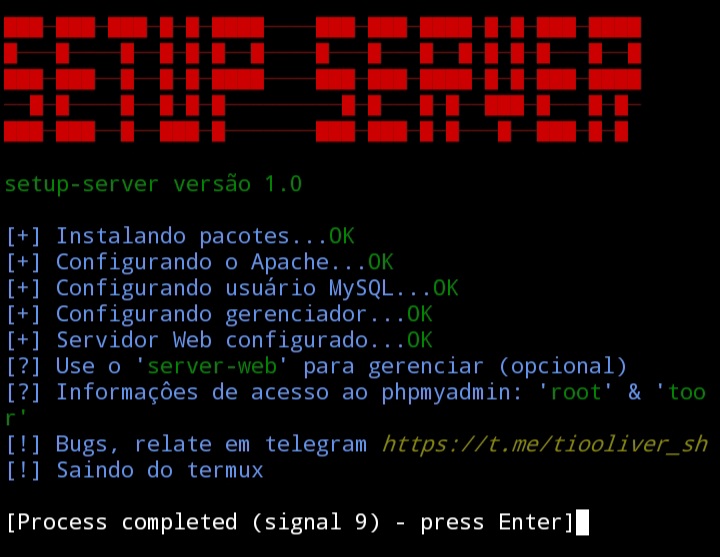 SETUP SERVER
setup-server versão 1.0
[+] Instalando pacotes...OK
[+] Configurando o Apache...OK
[+] Configurando usuário MySQL...OK
[+] Configurando gerenciador...OK
[+] Servidor Web configurado...OK
[?] Use o 'server-web' para gerenciar (opcional)
[?] Informaçôes de acesso ao phpmyadmin: 'root' & 'too
r'
[!] Bugs, relate em telegram https://t.me/tiooliver_sh
[!] Saindo do termux
[Process completed (signal 9) - press Enter]